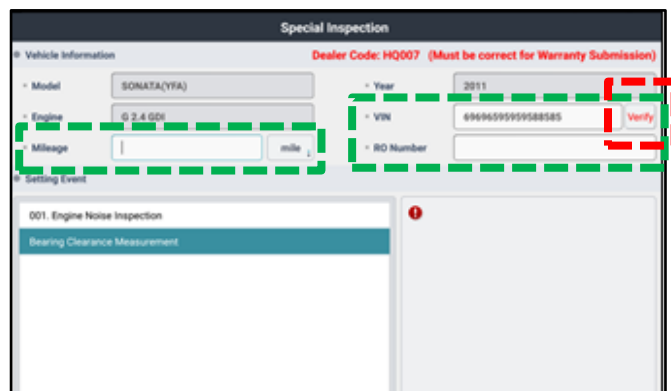 Special Inspection
Vehicle Information
Dealer Code: HQ007 (Must be correct for Warranty Submission)
Model SONATA(YFA) Year 2011
Engine G 2.4 GDI VIN 69696595959588585 Verify
Mileage mile RO Number
Setting Event
001. Engine Noise Inspection
Bearing Clearance Measurement